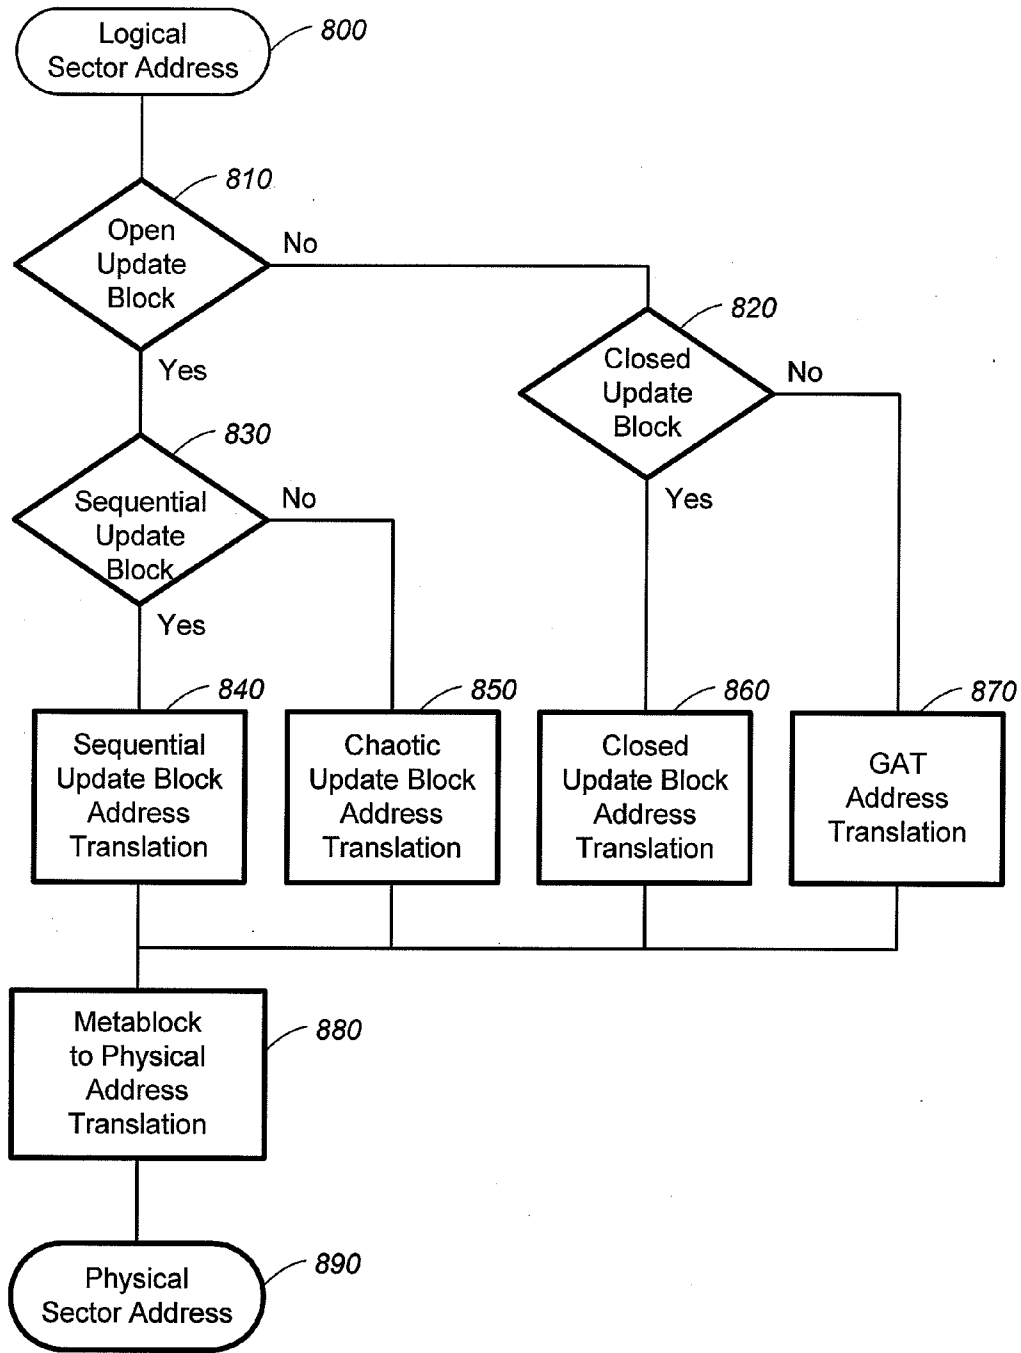 Logical
Sector Address
800
810
Open
Update
Block
No
Yes
820
Closed
Update
Block
No
Yes
830
Sequential
Update
Block
No
Yes
840
Sequential
Update Block
Address
Translation
850
Chaotic
Update Block
Address
Translation
860
Closed
Update Block
Address
Translation
870
GAT
Address
Translation
Metablock
to Physical
Address
Translation
880
Physical
Sector Address
890